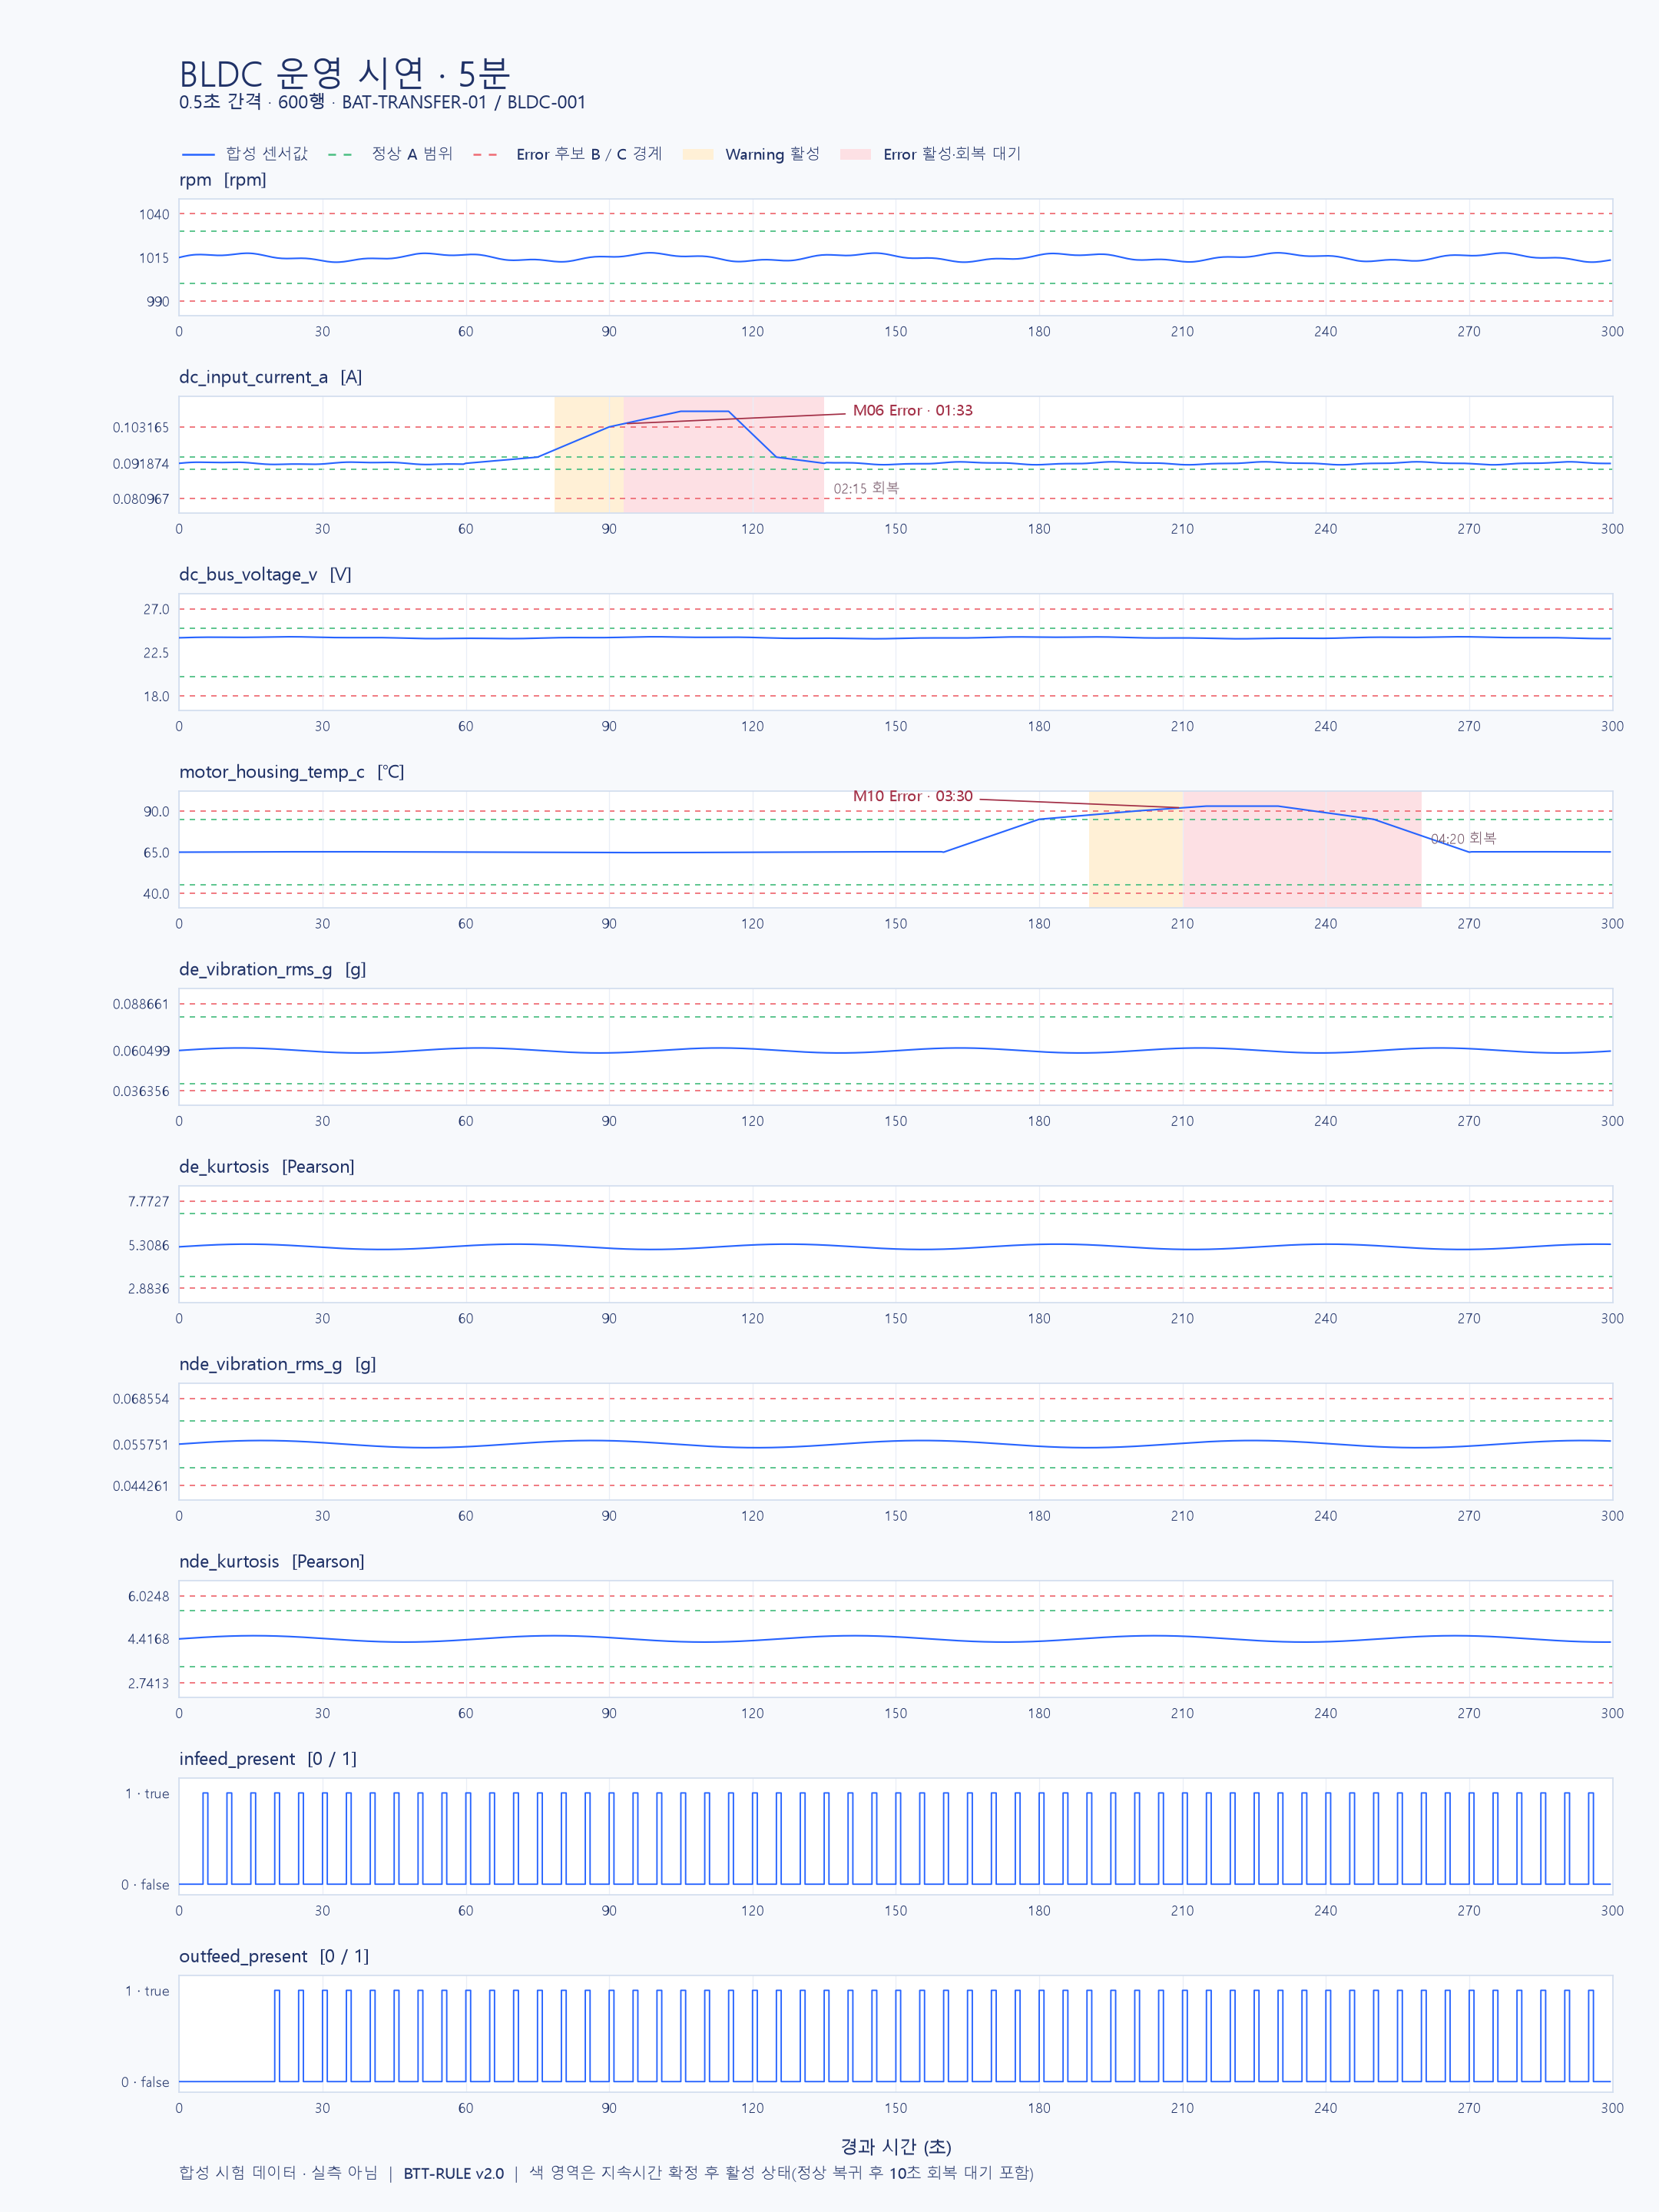 BLDC 운영 시연 · 5분
0.5초 간격 · 600행 · BAT-TRANSFER-01 / BLDC-001
합성 센서값 정상 A 범위 Error 후보 B / C 경계 Warning 활성 Error 활성·회복 대기
rpm [rpm]
1040
1015
990
0 30 60 90 120 150 180 210 240 270 300
dc_input_current_a [A]
M06 Error · 01:33
0.103165
0.091874
02:15 회복
0.080967
0 30 60 90 120 150 180 210 240 270 300
dc_bus_voltage_v [V]
27.0
22.5
18.0
0 30 60 90 120 150 180 210 240 270 300
motor_housing_temp_c [℃]
M10 Error · 03:30
90.0
04:20 회복
65.0
40.0
0 30 60 90 120 150 180 210 240 270 300
de_vibration_rms_g [g]
0.088661
0.060499
0.036356
0 30 60 90 120 150 180 210 240 270 300
de_kurtosis [Pearson]
7.7727
5.3086
2.8836
0 30 60 90 120 150 180 210 240 270 300
nde_vibration_rms_g [g]
0.068554
0.055751
0.044261
0 30 60 90 120 150 180 210 240 270 300
nde_kurtosis [Pearson]
6.0248
4.4168
2.7413
0 30 60 90 120 150 180 210 240 270 300
infeed_present [0 / 1]
1 · true
0 · false
0 30 60 90 120 150 180 210 240 270 300
outfeed_present [0 / 1]
1 · true
0 · false
0 30 60 90 120 150 180 210 240 270 300
경과 시간 (초)
합성 시험 데이터 · 실측 아님 | BTT-RULE v2.0 | 색 영역은 지속시간 확정 후 활성 상태(정상 복귀 후 10초 회복 대기 포함)